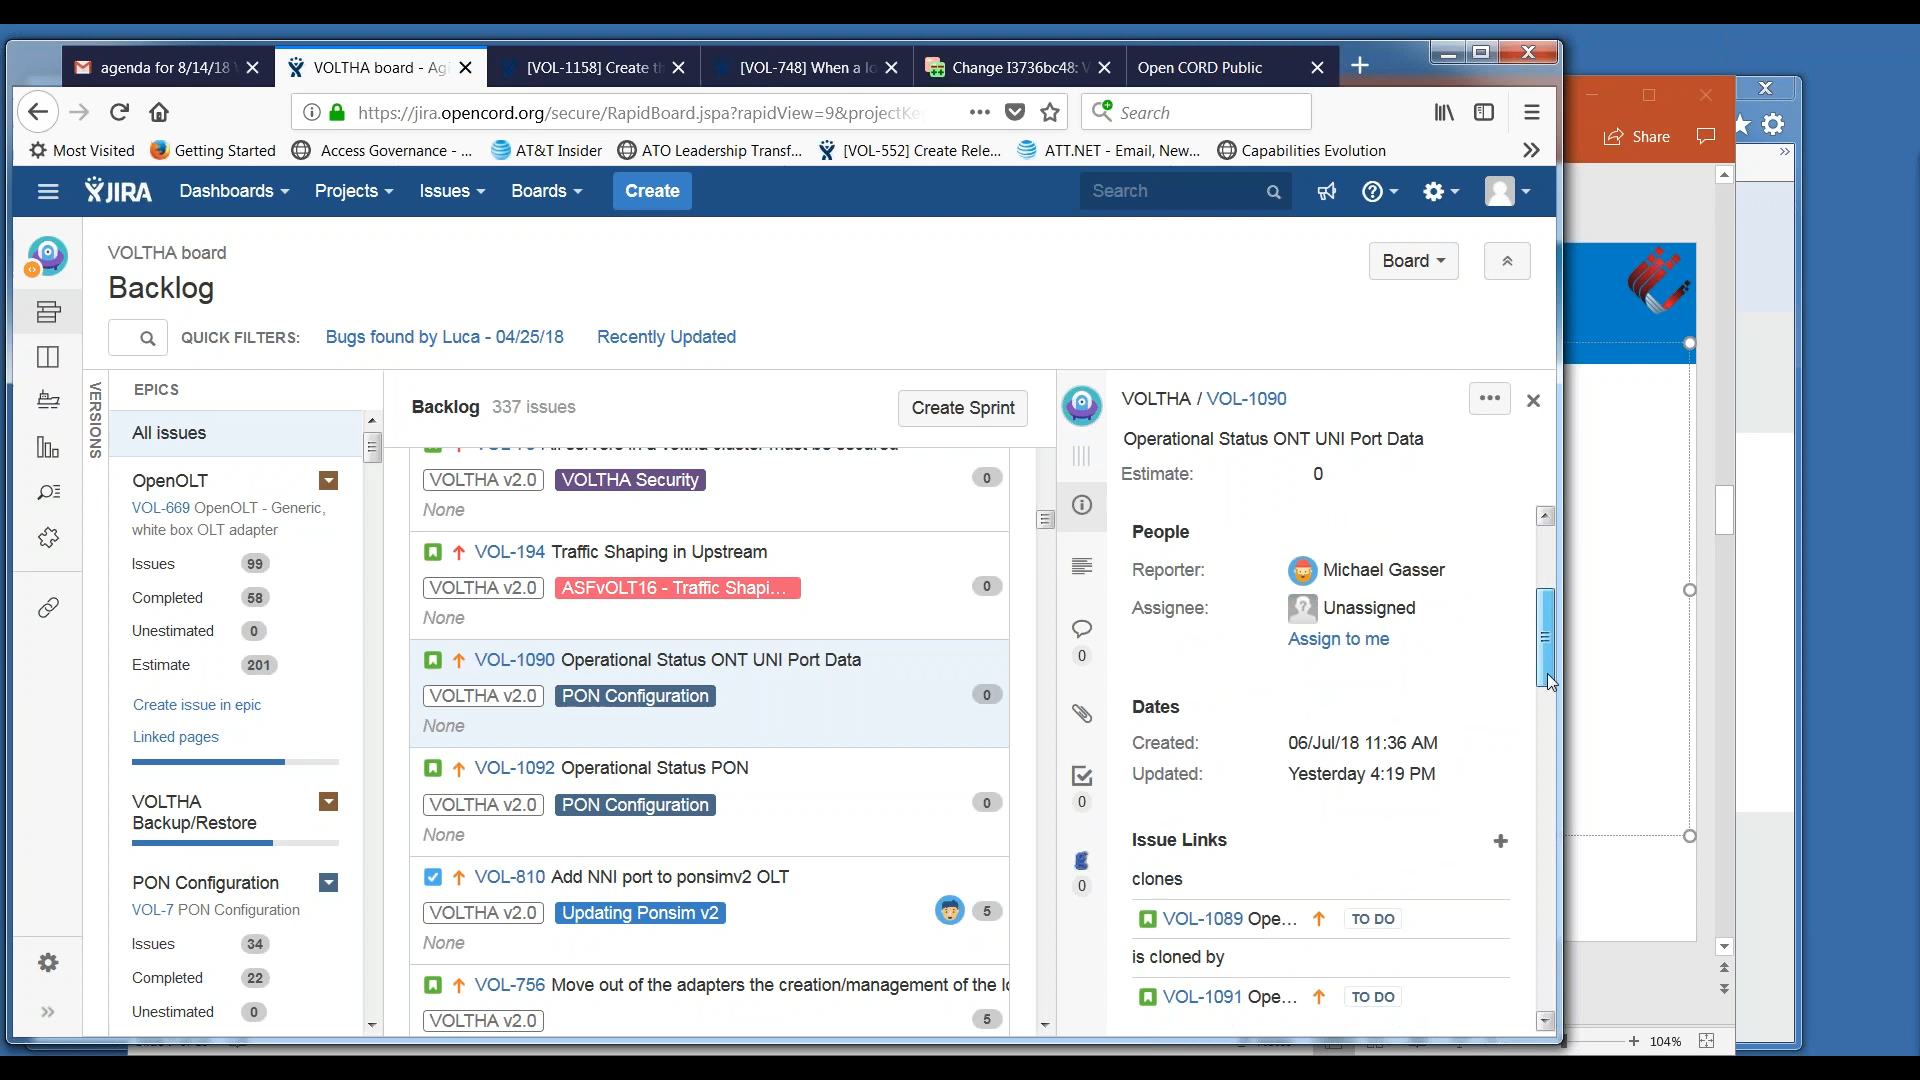 agenda for 8/14/18
VOLTHA board - Agi
[VOL-1158] Create th
[VOL-748] When a lo
Change I3736bc48: V
Open CORD Public
https://jira.opencord.org/secure/RapidBoard.jspa?rapidView=9&projectKe
Search
Share
Most Visited
Getting Started
Access Governance - ...
AT&T Insider
ATO Leadership Transf...
[VOL-552] Create Rele...
ATT.NET - Email, New...
Capabilities Evolution
JIRA
Dashboards
Projects
Issues
Boards
Create
Search
VOLTHA board
Backlog
Board
QUICK FILTERS:
Bugs found by Luca - 04/25/18
Recently Updated
VERSIONS
EPICS
All issues
OpenOLT
VOL-669 OpenOLT - Generic,
white box OLT adapter
Issues 99
Completed 58
Unestimated 0
Estimate 201
Create issue in epic
Linked pages
VOLTHA
Backup/Restore
PON Configuration
VOL-7 PON Configuration
Issues 34
Completed 22
Unestimated 0
Backlog 337 issues
Create Sprint
VOLTHA v2.0 VOLTHA Security 0
None
VOL-194 Traffic Shaping in Upstream
VOLTHA v2.0 ASFvOLT16 - Traffic Shapi... 0
None
VOL-1090 Operational Status ONT UNI Port Data
VOLTHA v2.0 PON Configuration 0
None
VOL-1092 Operational Status PON
VOLTHA v2.0 PON Configuration 0
None
VOL-810 Add NNI port to ponsimv2 OLT
VOLTHA v2.0 Updating Ponsim v2 5
None
VOL-756 Move out of the adapters the creation/management of the lo
VOLTHA v2.0 5
VOLTHA / VOL-1090
Operational Status ONT UNI Port Data
Estimate: 0
People
Reporter: Michael Gasser
Assignee: Unassigned
Assign to me
Dates
Created: 06/Jul/18 11:36 AM
Updated: Yesterday 4:19 PM
Issue Links
clones
VOL-1089 Ope... TO DO
is cloned by
VOL-1091 Ope... TO DO
0
0
0
104%